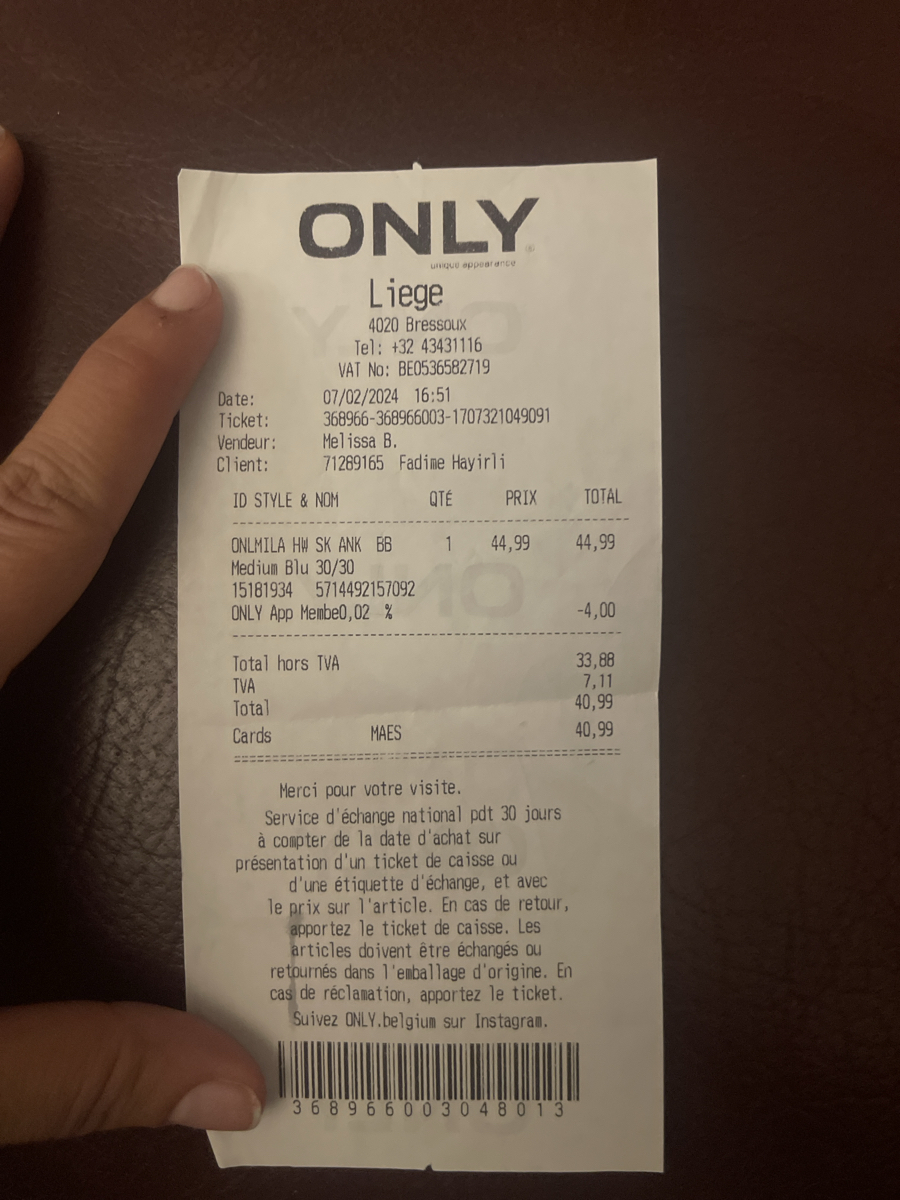 ONLY
unique appearance
Liege
4020 Bressoux
Tel: +32 43431116
VAT No: BE0536582719
Date: 07/02/2024 16:51
Ticket: 368966-368966003-1707321049091
Vendeur: Melissa B.
Client: 71289165 Fadime Hayirli
ID STYLE & NOM QTÉ PRIX TOTAL
ONLMILA HW SK ANK BB 1 44,99 44,99
Medium Blu 30/30
15181934 5714492157092
ONLY App Membe0,02 % -4,00
Total hors TVA 33,88
TVA 7,11
Total 40,99
Cards MAES 40,99
Merci pour votre visite.
Service d'échange national pdt 30 jours
à compter de la date d'achat sur
présentation d'un ticket de caisse ou
d'une étiquette d'échange, et avec
le prix sur l'article. En cas de retour,
apportez le ticket de caisse. Les
articles doivent être échangés ou
retournés dans l'emballage d'origine. En
cas de réclamation, apportez le ticket.
Suivez ONLY.belgium sur Instagram.
368966003048013